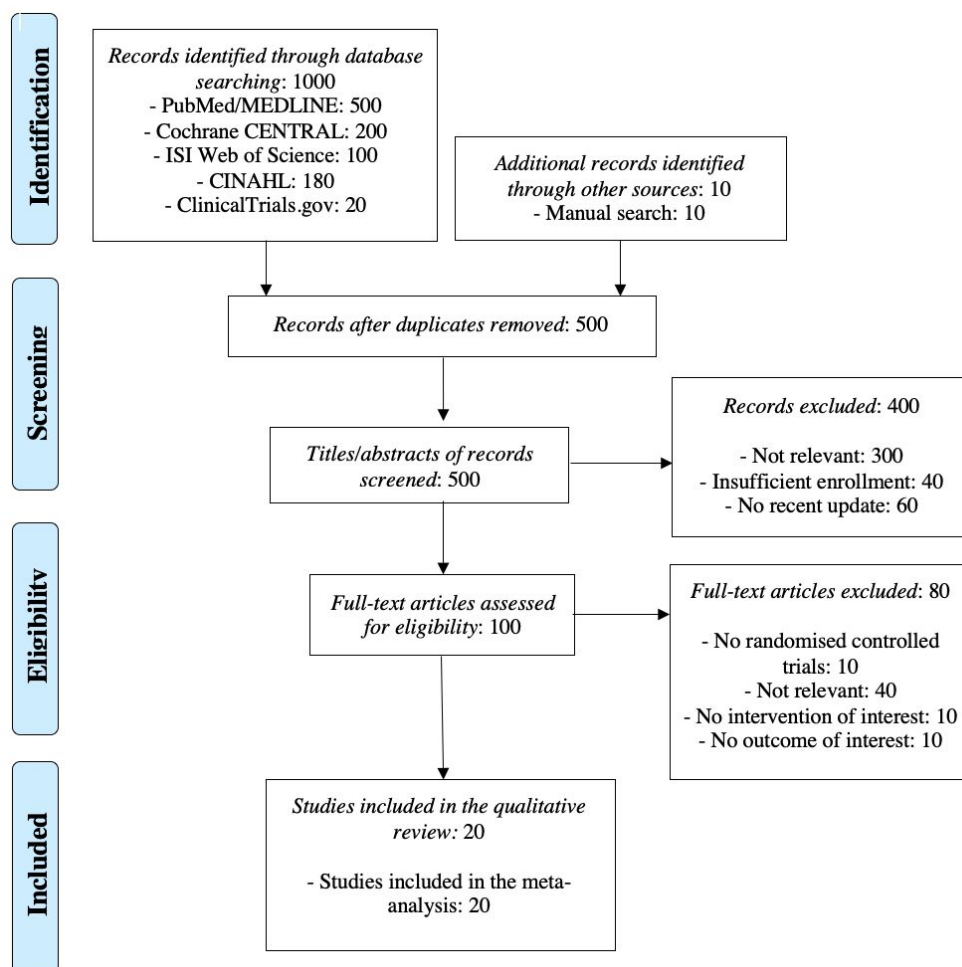 Identification
Records identified through database
searching: 1000
- PubMed/MEDLINE: 500
- Cochrane CENTRAL: 200
- ISI Web of Science: 100
- CINAHL: 180
- ClinicalTrials.gov: 20
Additional records identified
through other sources: 10
- Manual search: 10
Screening
Records after duplicates removed: 500
Titles/abstracts of records
screened: 500
Records excluded: 400
- Not relevant: 300
- Insufficient enrollment: 40
- No recent update: 60
Eligibility
Full-text articles assessed
for eligibility: 100
Full-text articles excluded: 80
- No randomised controlled
trials: 10
- Not relevant: 40
- No intervention of interest: 10
- No outcome of interest: 10
Included
Studies included in the qualitative
review: 20
- Studies included in the meta-
analysis: 20